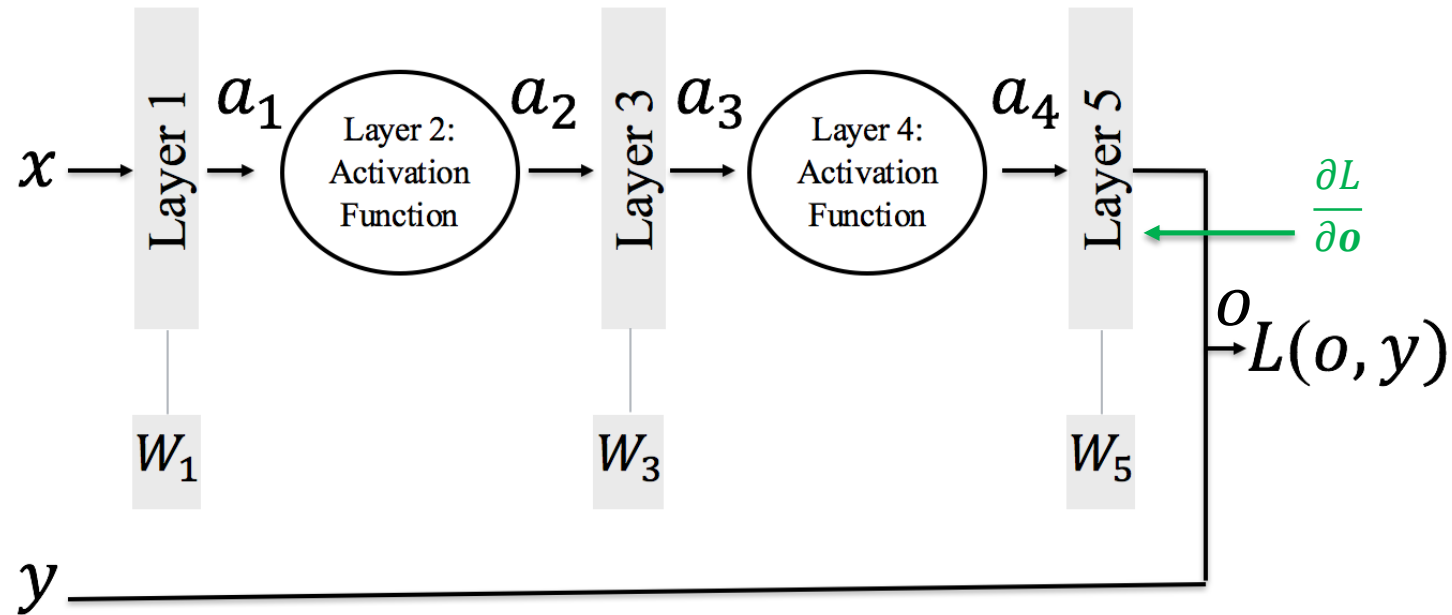 x
Layer 1
a₁
Layer 2:
Activation
Function
a₂
Layer 3
a₃
Layer 4:
Activation
Function
a₄
Layer 5
∂L
∂o
o
L(o, y)
W₁
W₃
W₅
y